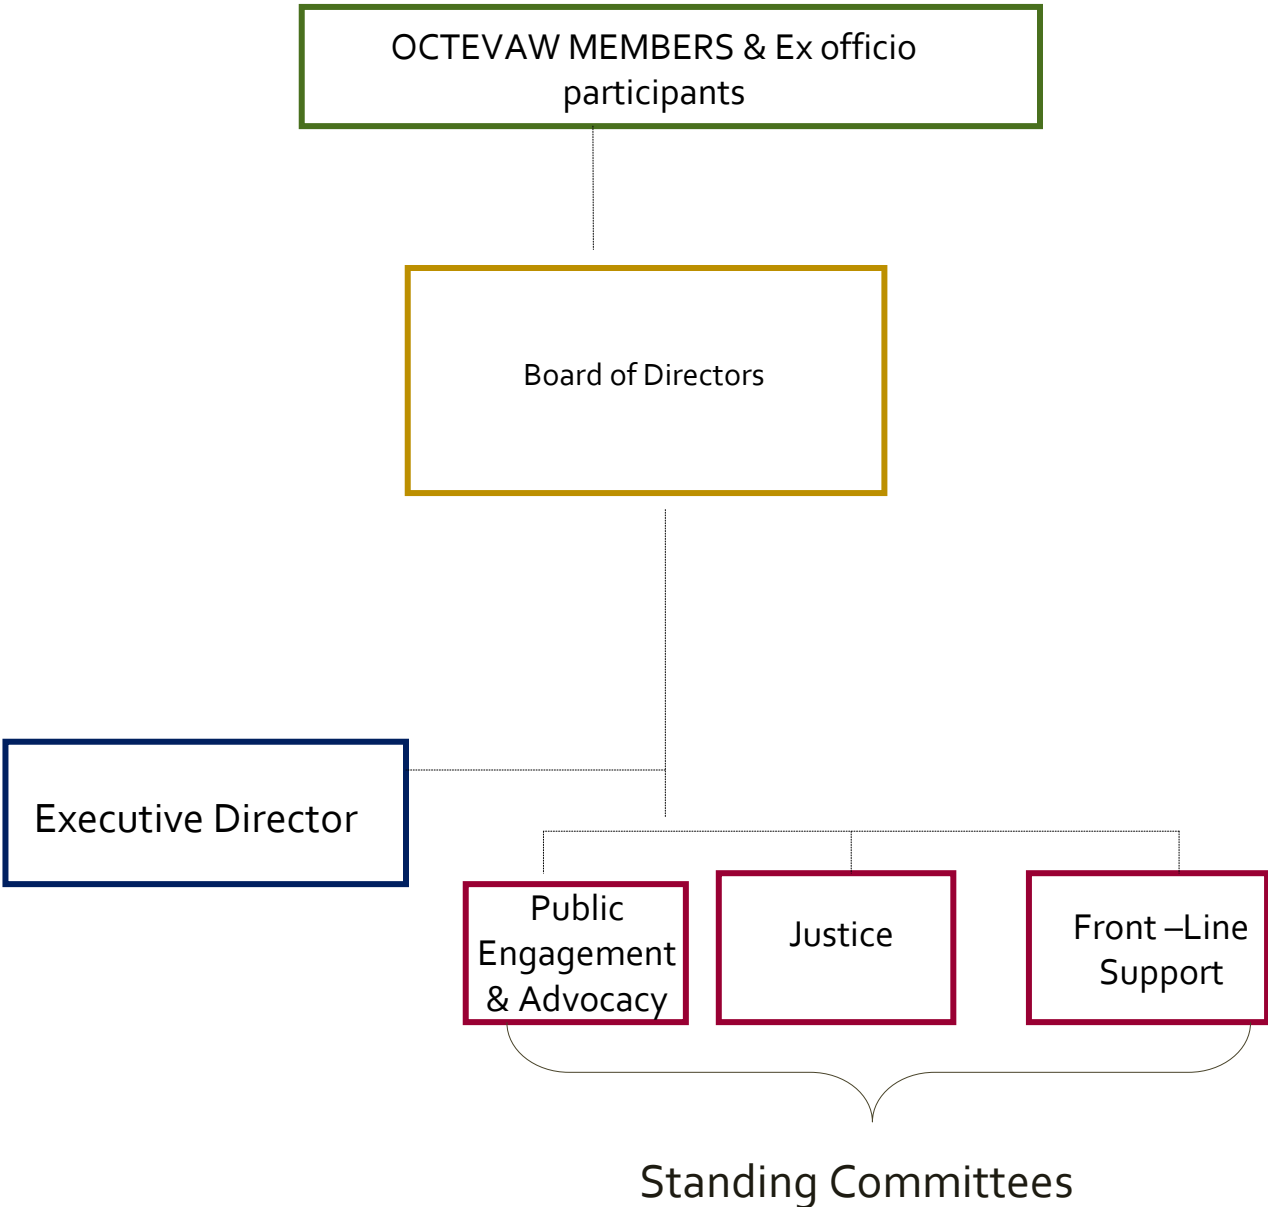 OCTEVAW MEMBERS & Ex officio
participants
Board of Directors
Executive Director
Public
Engagement
& Advocacy
Justice
Front –Line
Support
Standing Committees